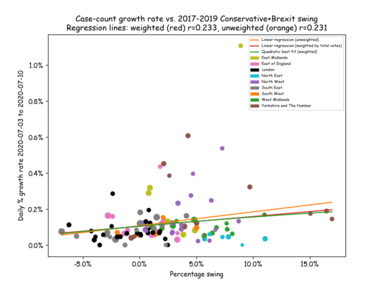 Case-count growth rate vs. 2017-2019 Conservative+Brexit swing
Regression lines: weighted (red) r=0.233, unweighted (orange) r=0.231
Linear regression (unweighted)
Linear regression (weighted by total votes)
Quadratic best fit (weighted)
East Midlands
East of England
London
North East
North West
South East
South West
West Midlands
Yorkshire and The Humber
Daily % growth rate 2020-07-03 to 2020-07-10
1.0%
0.8%
0.6%
0.4%
0.2%
0.0%
-5.0%
0.0%
5.0%
10.0%
15.0%
Percentage swing